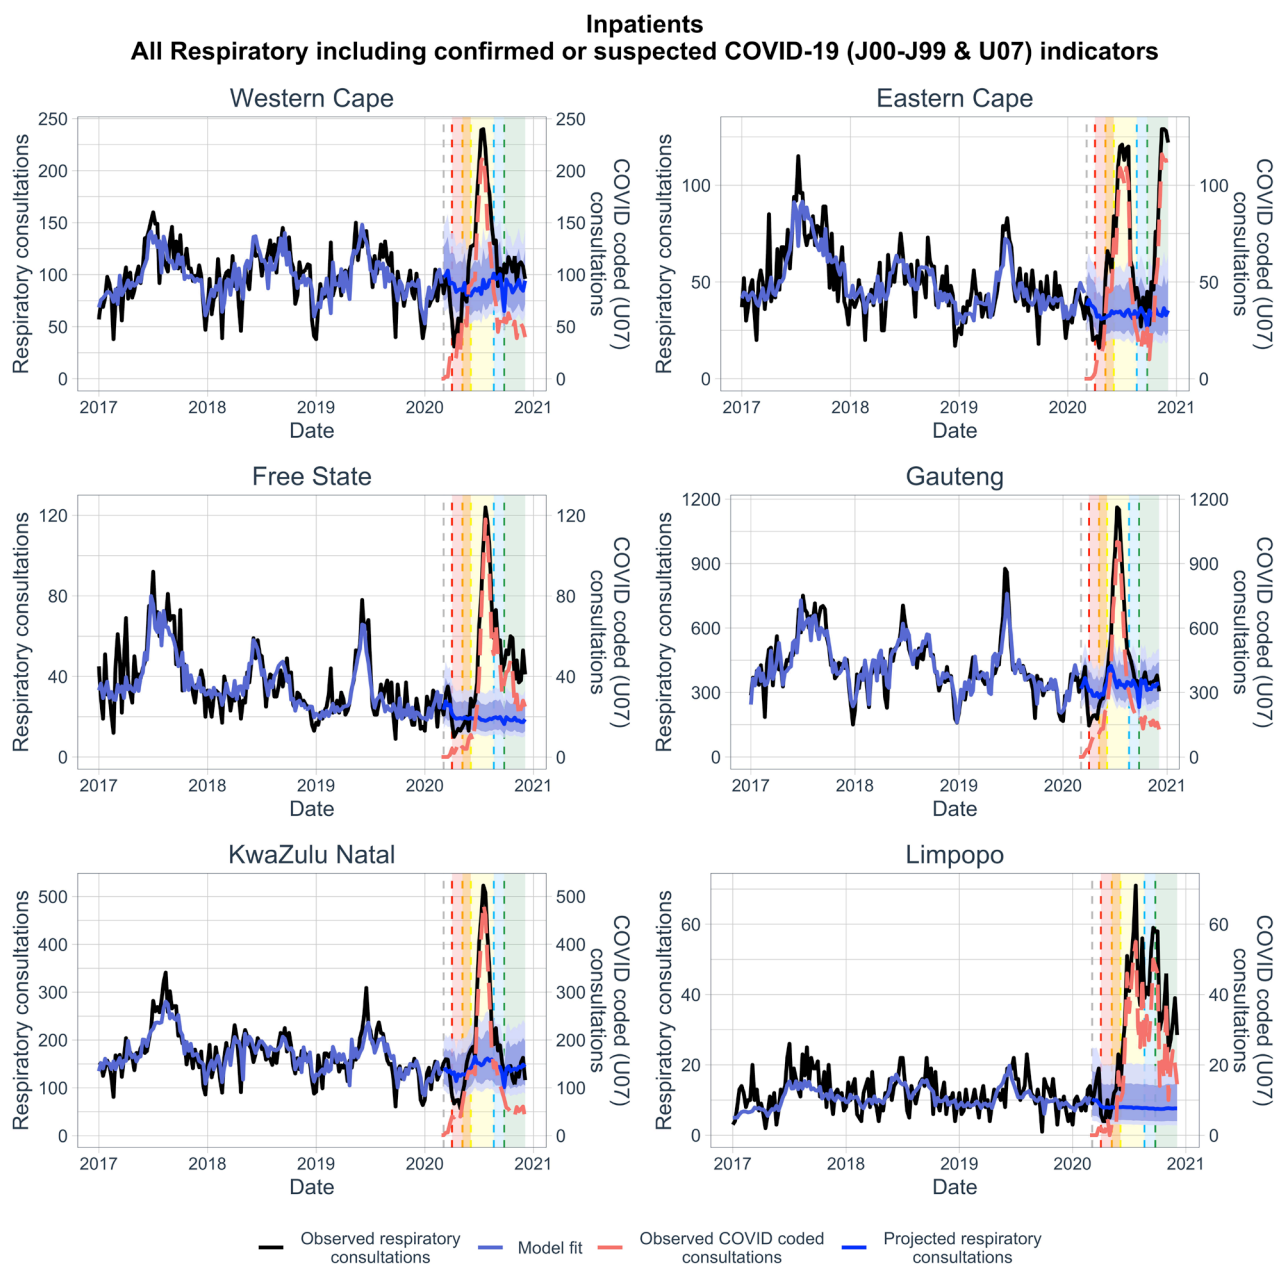 Inpatients
All Respiratory including confirmed or suspected COVID-19 (J00-J99 & U07) indicators
Western Cape
Respiratory consultations
250
200
150
100
50
0
250
200
150
100
50
0
COVID coded (U07)
consultations
2017 2018 2019 2020 2021
Date
Eastern Cape
Respiratory consultations
100
50
0
100
50
0
COVID coded (U07)
consultations
2017 2018 2019 2020 2021
Date
Free State
Respiratory consultations
120
80
40
0
120
80
40
0
COVID coded (U07)
consultations
2017 2018 2019 2020 2021
Date
Gauteng
Respiratory consultations
1200
900
600
300
0
1200
900
600
300
0
COVID coded (U07)
consultations
2017 2018 2019 2020 2021
Date
KwaZulu Natal
Respiratory consultations
500
400
300
200
100
0
500
400
300
200
100
0
COVID coded (U07)
consultations
2017 2018 2019 2020 2021
Date
Limpopo
Respiratory consultations
60
40
20
0
60
40
20
0
COVID coded (U07)
consultations
2017 2018 2019 2020 2021
Date
Observed respiratory
consultations
Model fit
Observed COVID coded
consultations
Projected respiratory
consultations